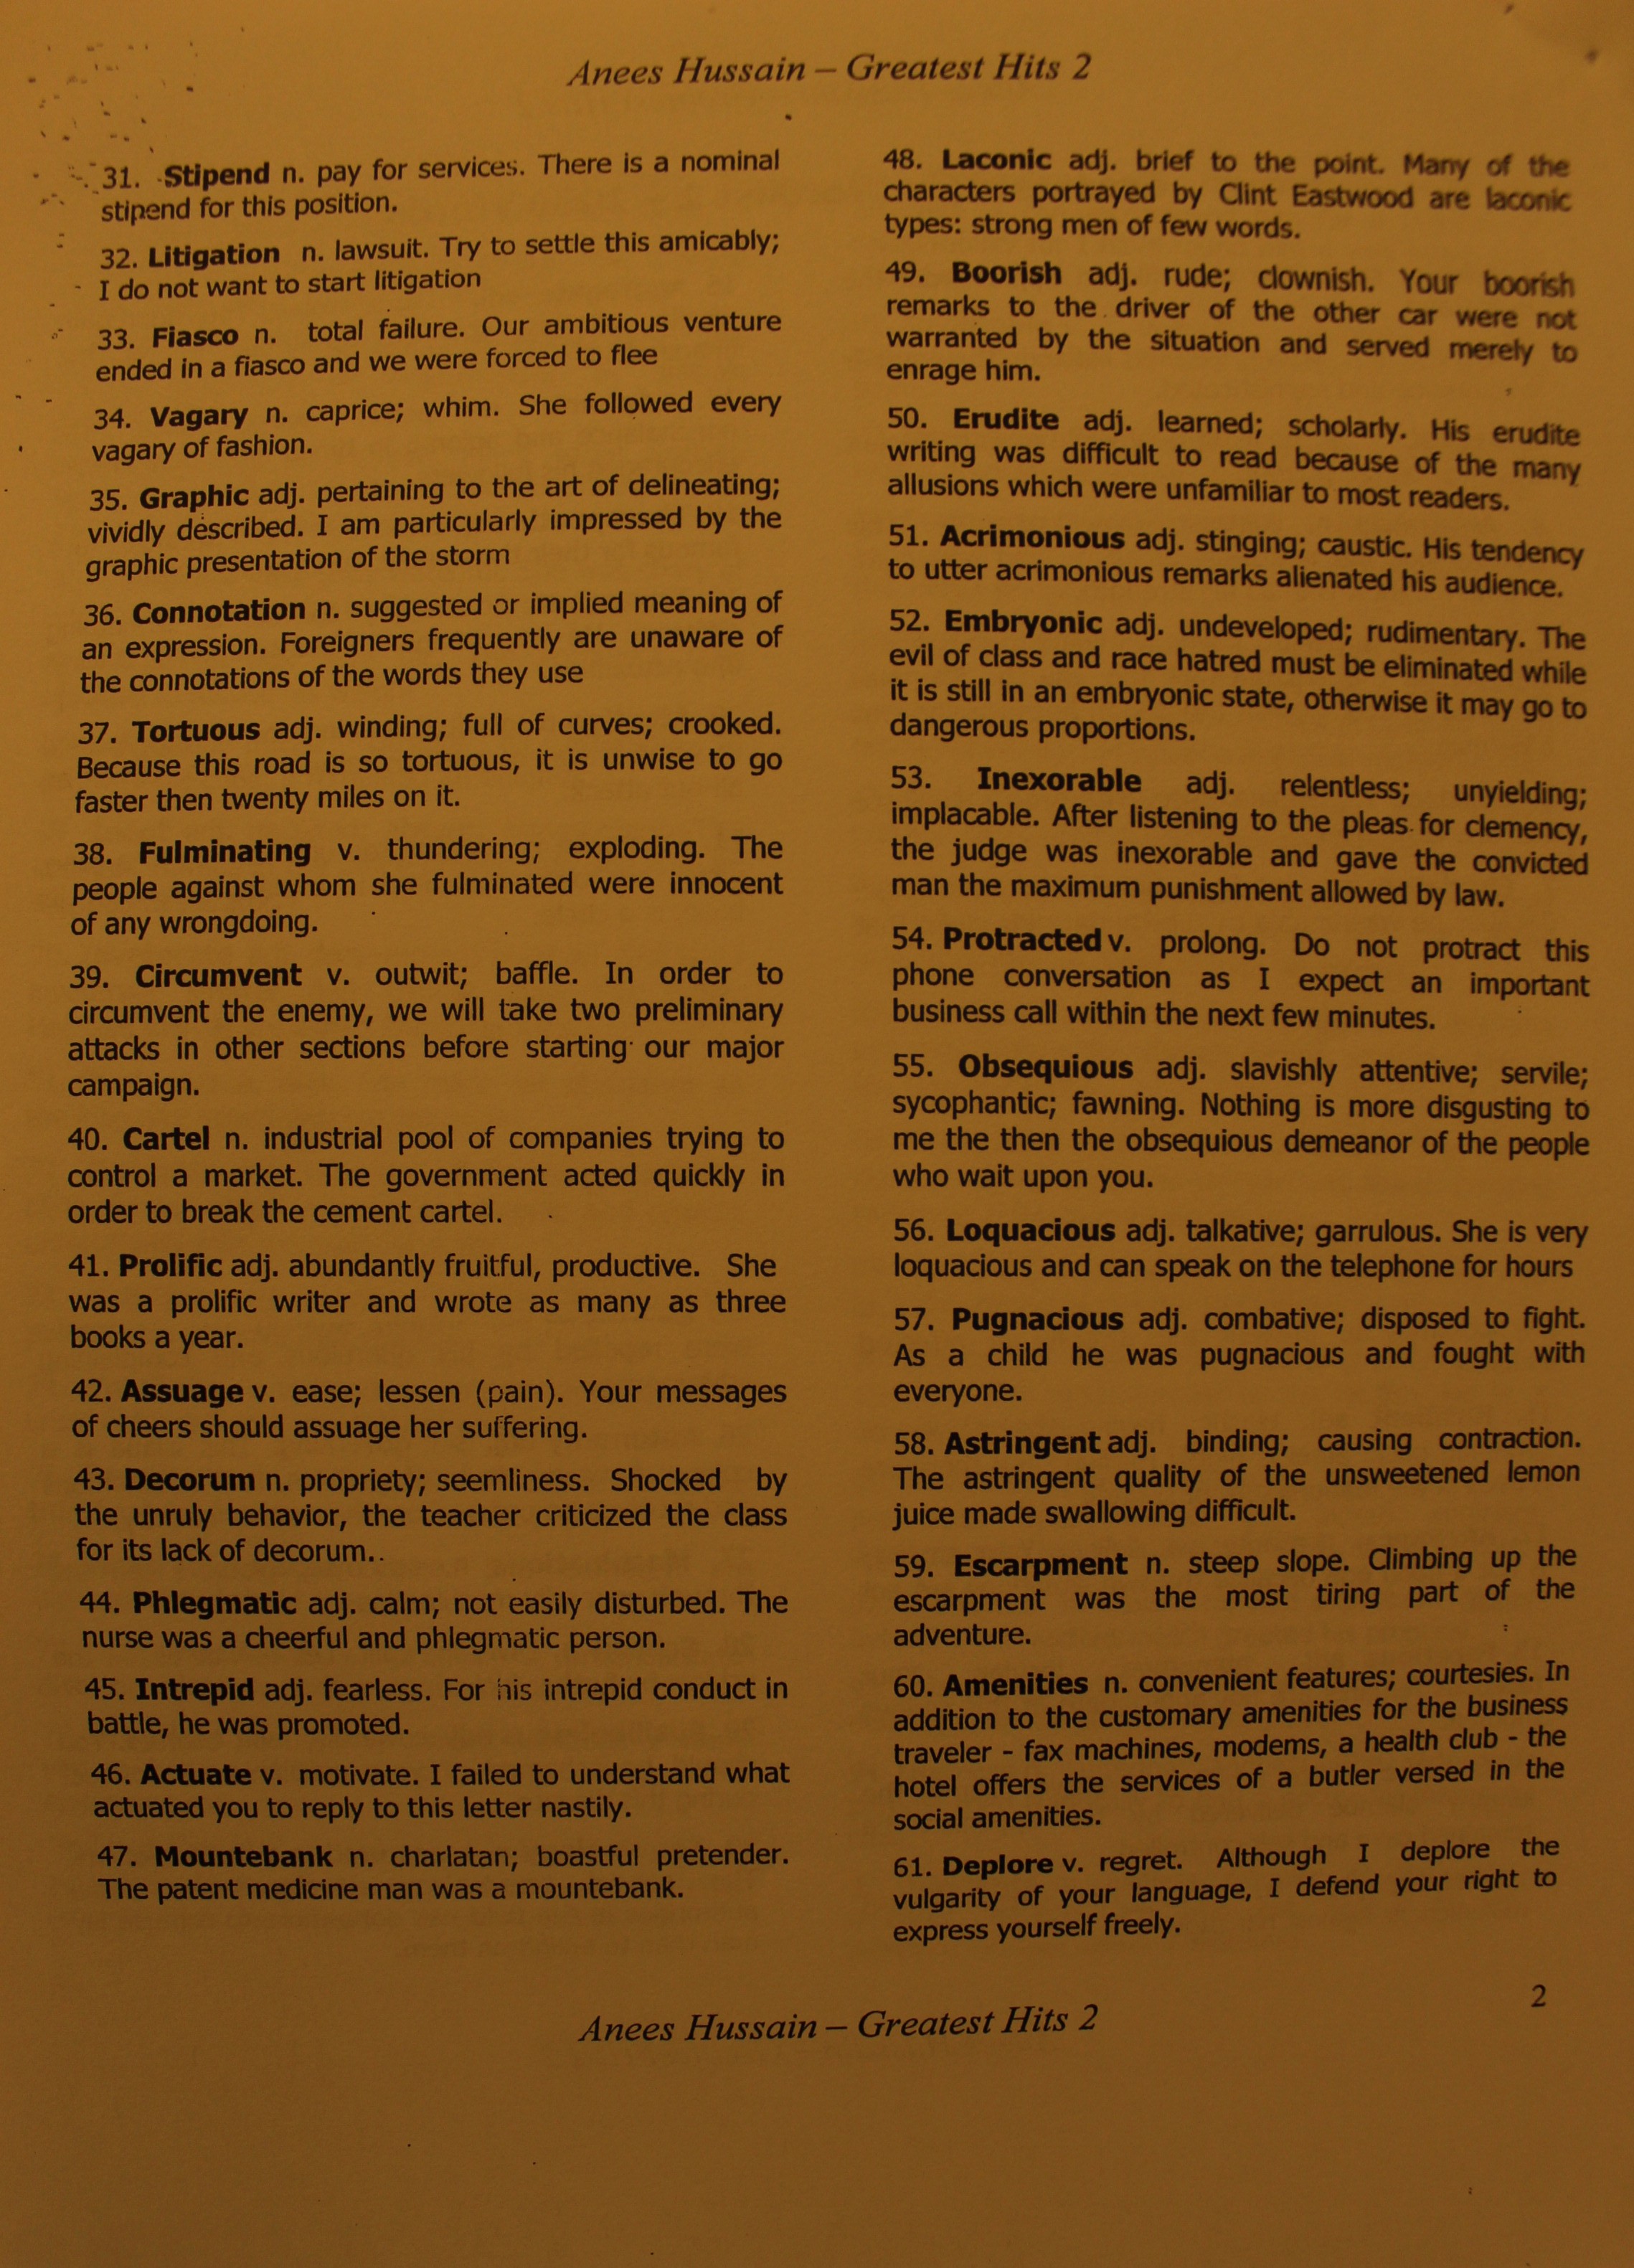 Anees Hussain – Greatest Hits 2
31. Stipend n. pay for services. There is a nominal
stipend for this position.
32. Litigation n. lawsuit. Try to settle this amicably;
I do not want to start litigation
33. Fiasco n. total failure. Our ambitious venture
ended in a fiasco and we were forced to flee
34. Vagary n. caprice; whim. She followed every
vagary of fashion.
35. Graphic adj. pertaining to the art of delineating;
vividly described. I am particularly impressed by the
graphic presentation of the storm
36. Connotation n. suggested or implied meaning of
an expression. Foreigners frequently are unaware of
the connotations of the words they use
37. Tortuous adj. winding; full of curves; crooked.
Because this road is so tortuous, it is unwise to go
faster then twenty miles on it.
38. Fulminating v. thundering; exploding. The
people against whom she fulminated were innocent
of any wrongdoing.
39. Circumvent v. outwit; baffle. In order to
circumvent the enemy, we will take two preliminary
attacks in other sections before starting our major
campaign.
40. Cartel n. industrial pool of companies trying to
control a market. The government acted quickly in
order to break the cement cartel.
41. Prolific adj. abundantly fruitful, productive. She
was a prolific writer and wrote as many as three
books a year.
42. Assuage v. ease; lessen (pain). Your messages
of cheers should assuage her suffering.
43. Decorum n. propriety; seemliness. Shocked by
the unruly behavior, the teacher criticized the class
for its lack of decorum..
44. Phlegmatic adj. calm; not easily disturbed. The
nurse was a cheerful and phlegmatic person.
45. Intrepid adj. fearless. For his intrepid conduct in
battle, he was promoted.
46. Actuate v. motivate. I failed to understand what
actuated you to reply to this letter nastily.
47. Mountebank n. charlatan; boastful pretender.
The patent medicine man was a mountebank.
48. Laconic adj. brief to the point. Many of the
characters portrayed by Clint Eastwood are laconic
types: strong men of few words.
49. Boorish adj. rude; clownish. Your boorish
remarks to the driver of the other car were not
warranted by the situation and served merely to
enrage him.
50. Erudite adj. learned; scholarly. His erudite
writing was difficult to read because of the many
allusions which were unfamiliar to most readers.
51. Acrimonious adj. stinging; caustic. His tendency
to utter acrimonious remarks alienated his audience.
52. Embryonic adj. undeveloped; rudimentary. The
evil of class and race hatred must be eliminated while
it is still in an embryonic state, otherwise it may go to
dangerous proportions.
53. Inexorable adj. relentless; unyielding;
implacable. After listening to the pleas for clemency,
the judge was inexorable and gave the convicted
man the maximum punishment allowed by law.
54. Protracted v. prolong. Do not protract this
phone conversation as I expect an important
business call within the next few minutes.
55. Obsequious adj. slavishly attentive; servile;
sycophantic; fawning. Nothing is more disgusting to
me the then the obsequious demeanor of the people
who wait upon you.
56. Loquacious adj. talkative; garrulous. She is very
loquacious and can speak on the telephone for hours
57. Pugnacious adj. combative; disposed to fight.
As a child he was pugnacious and fought with
everyone.
58. Astringent adj. binding; causing contraction.
The astringent quality of the unsweetened lemon
juice made swallowing difficult.
59. Escarpment n. steep slope. Climbing up the
escarpment was the most tiring part of the
adventure.
60. Amenities n. convenient features; courtesies. In
addition to the customary amenities for the business
traveler - fax machines, modems, a health club - the
hotel offers the services of a butler versed in the
social amenities.
61. Deplore v. regret. Although I deplore the
vulgarity of your language, I defend your right to
express yourself freely.
2
Anees Hussain – Greatest Hits 2